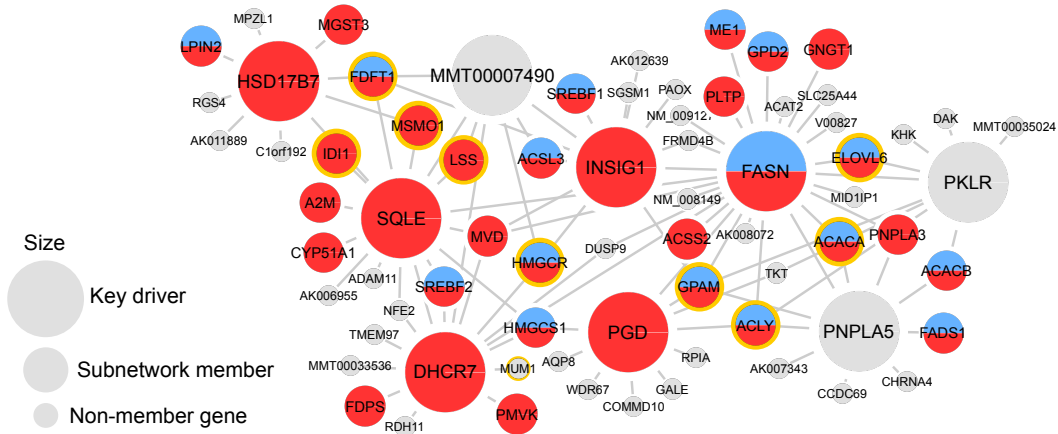 MPZL1
MGST3
LPIN2
ME1
GPD2
GNGT1
HSD17B7
FDFT1
MMT00007490
AK012639
SREBF1
SGSM1
PAOX
PLTP
ACAT2
SLC25A44
RGS4
NM_009127
V00827
DAK
MMT00035024
AK011889
MSMO1
FRMD4B
KHK
C1orf192
IDI1
LSS
ACSL3
INSIG1
FASN
ELOVL6
PKLR
A2M
SQLE
NM_008149
MID1IP1
CYP51A1
MVD
DUSP9
ACSS2
AK008072
ACACA
PNPLA3
Size
HMGCR
ADAM11
TKT
ACACB
Key driver
AK006955
SREBF2
GPAM
NFE2
TMEM97
HMGCS1
PGD
ACLY
PNPLA5
FADS1
MMT00033536
DHCR7
MUM1
AQP8
RPIA
Subnetwork member
AK007343
WDR67
GALE
CCDC69
CHRNA4
FDPS
PMVK
COMMD10
Non-member gene
RDH11